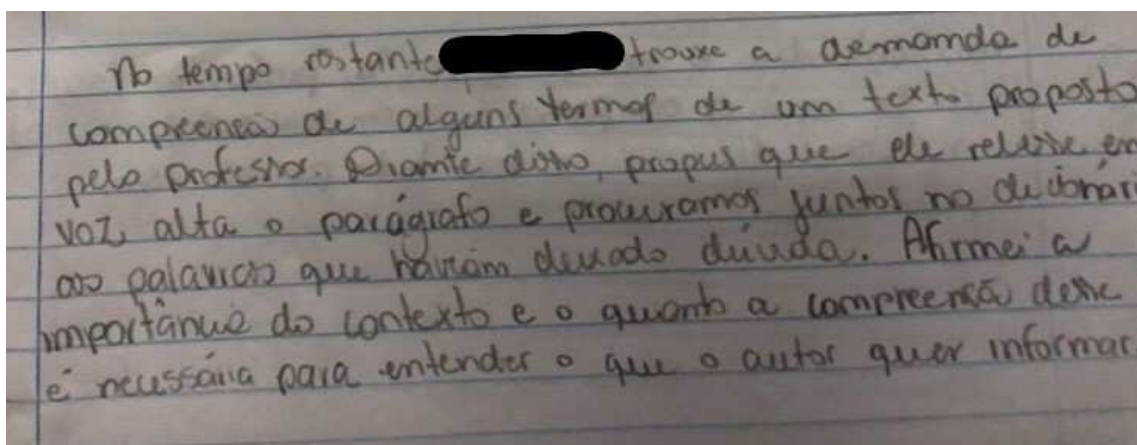 No tempo restante trouxe a demanda de
compreensão de alguns termos de um texto proposto
pelo professor. Diante disso, propus que ele relesse em
voz alta o parágrafo e procuramos juntos no dicionári
as palavras que haviam deixado dúvida. Afirmei a
importância do contexto e o quanto a compreensão desse
é necessária para entender o que o autor quer informar